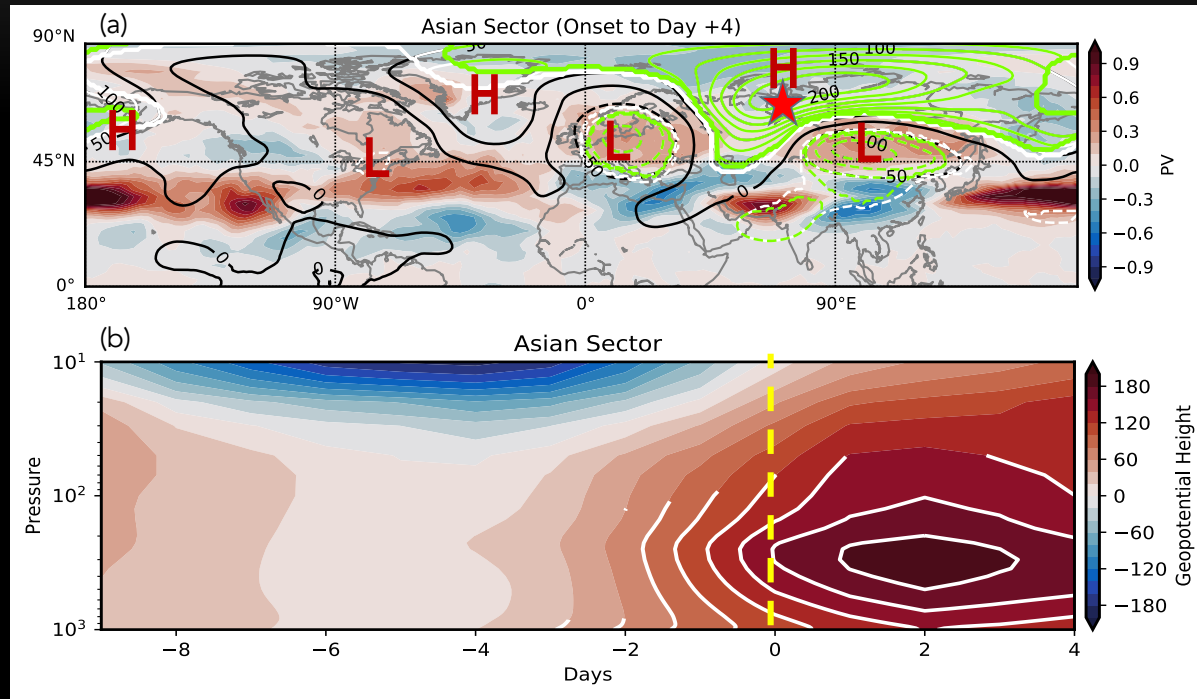 (a)
Asian Sector (Onset to Day +4)
90°N
45°N
0°
180°
90°W
0°
90°E
H
H
H
L
L
L
50
100
150
200
100
50
0
0
0
0
-50
-50
0.9
0.6
0.3
0.0
−0.3
−0.6
−0.9
PV
(b)
Asian Sector
10¹
10²
10³
Pressure
−8
−6
−4
−2
0
2
4
Days
180
120
60
0
−60
−120
−180
Geopotential Height